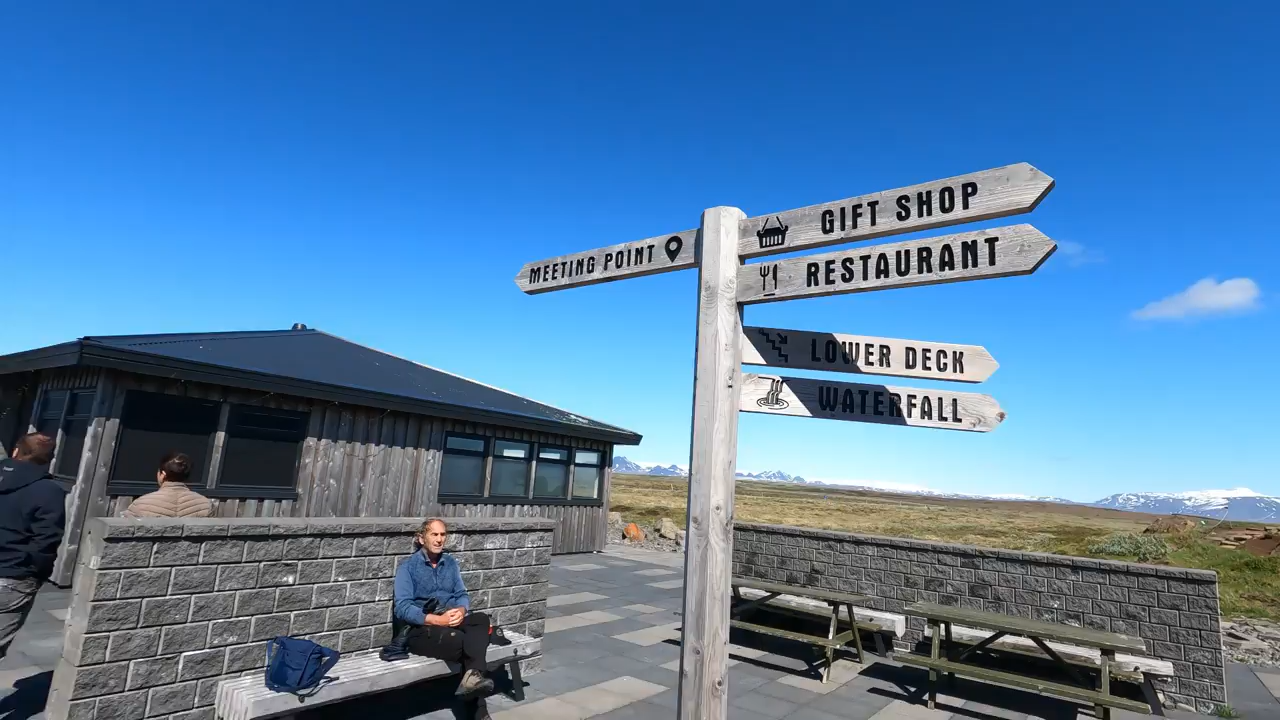 MEETING POINT
GIFT SHOP
RESTAURANT
LOWER DECK
WATERFALL